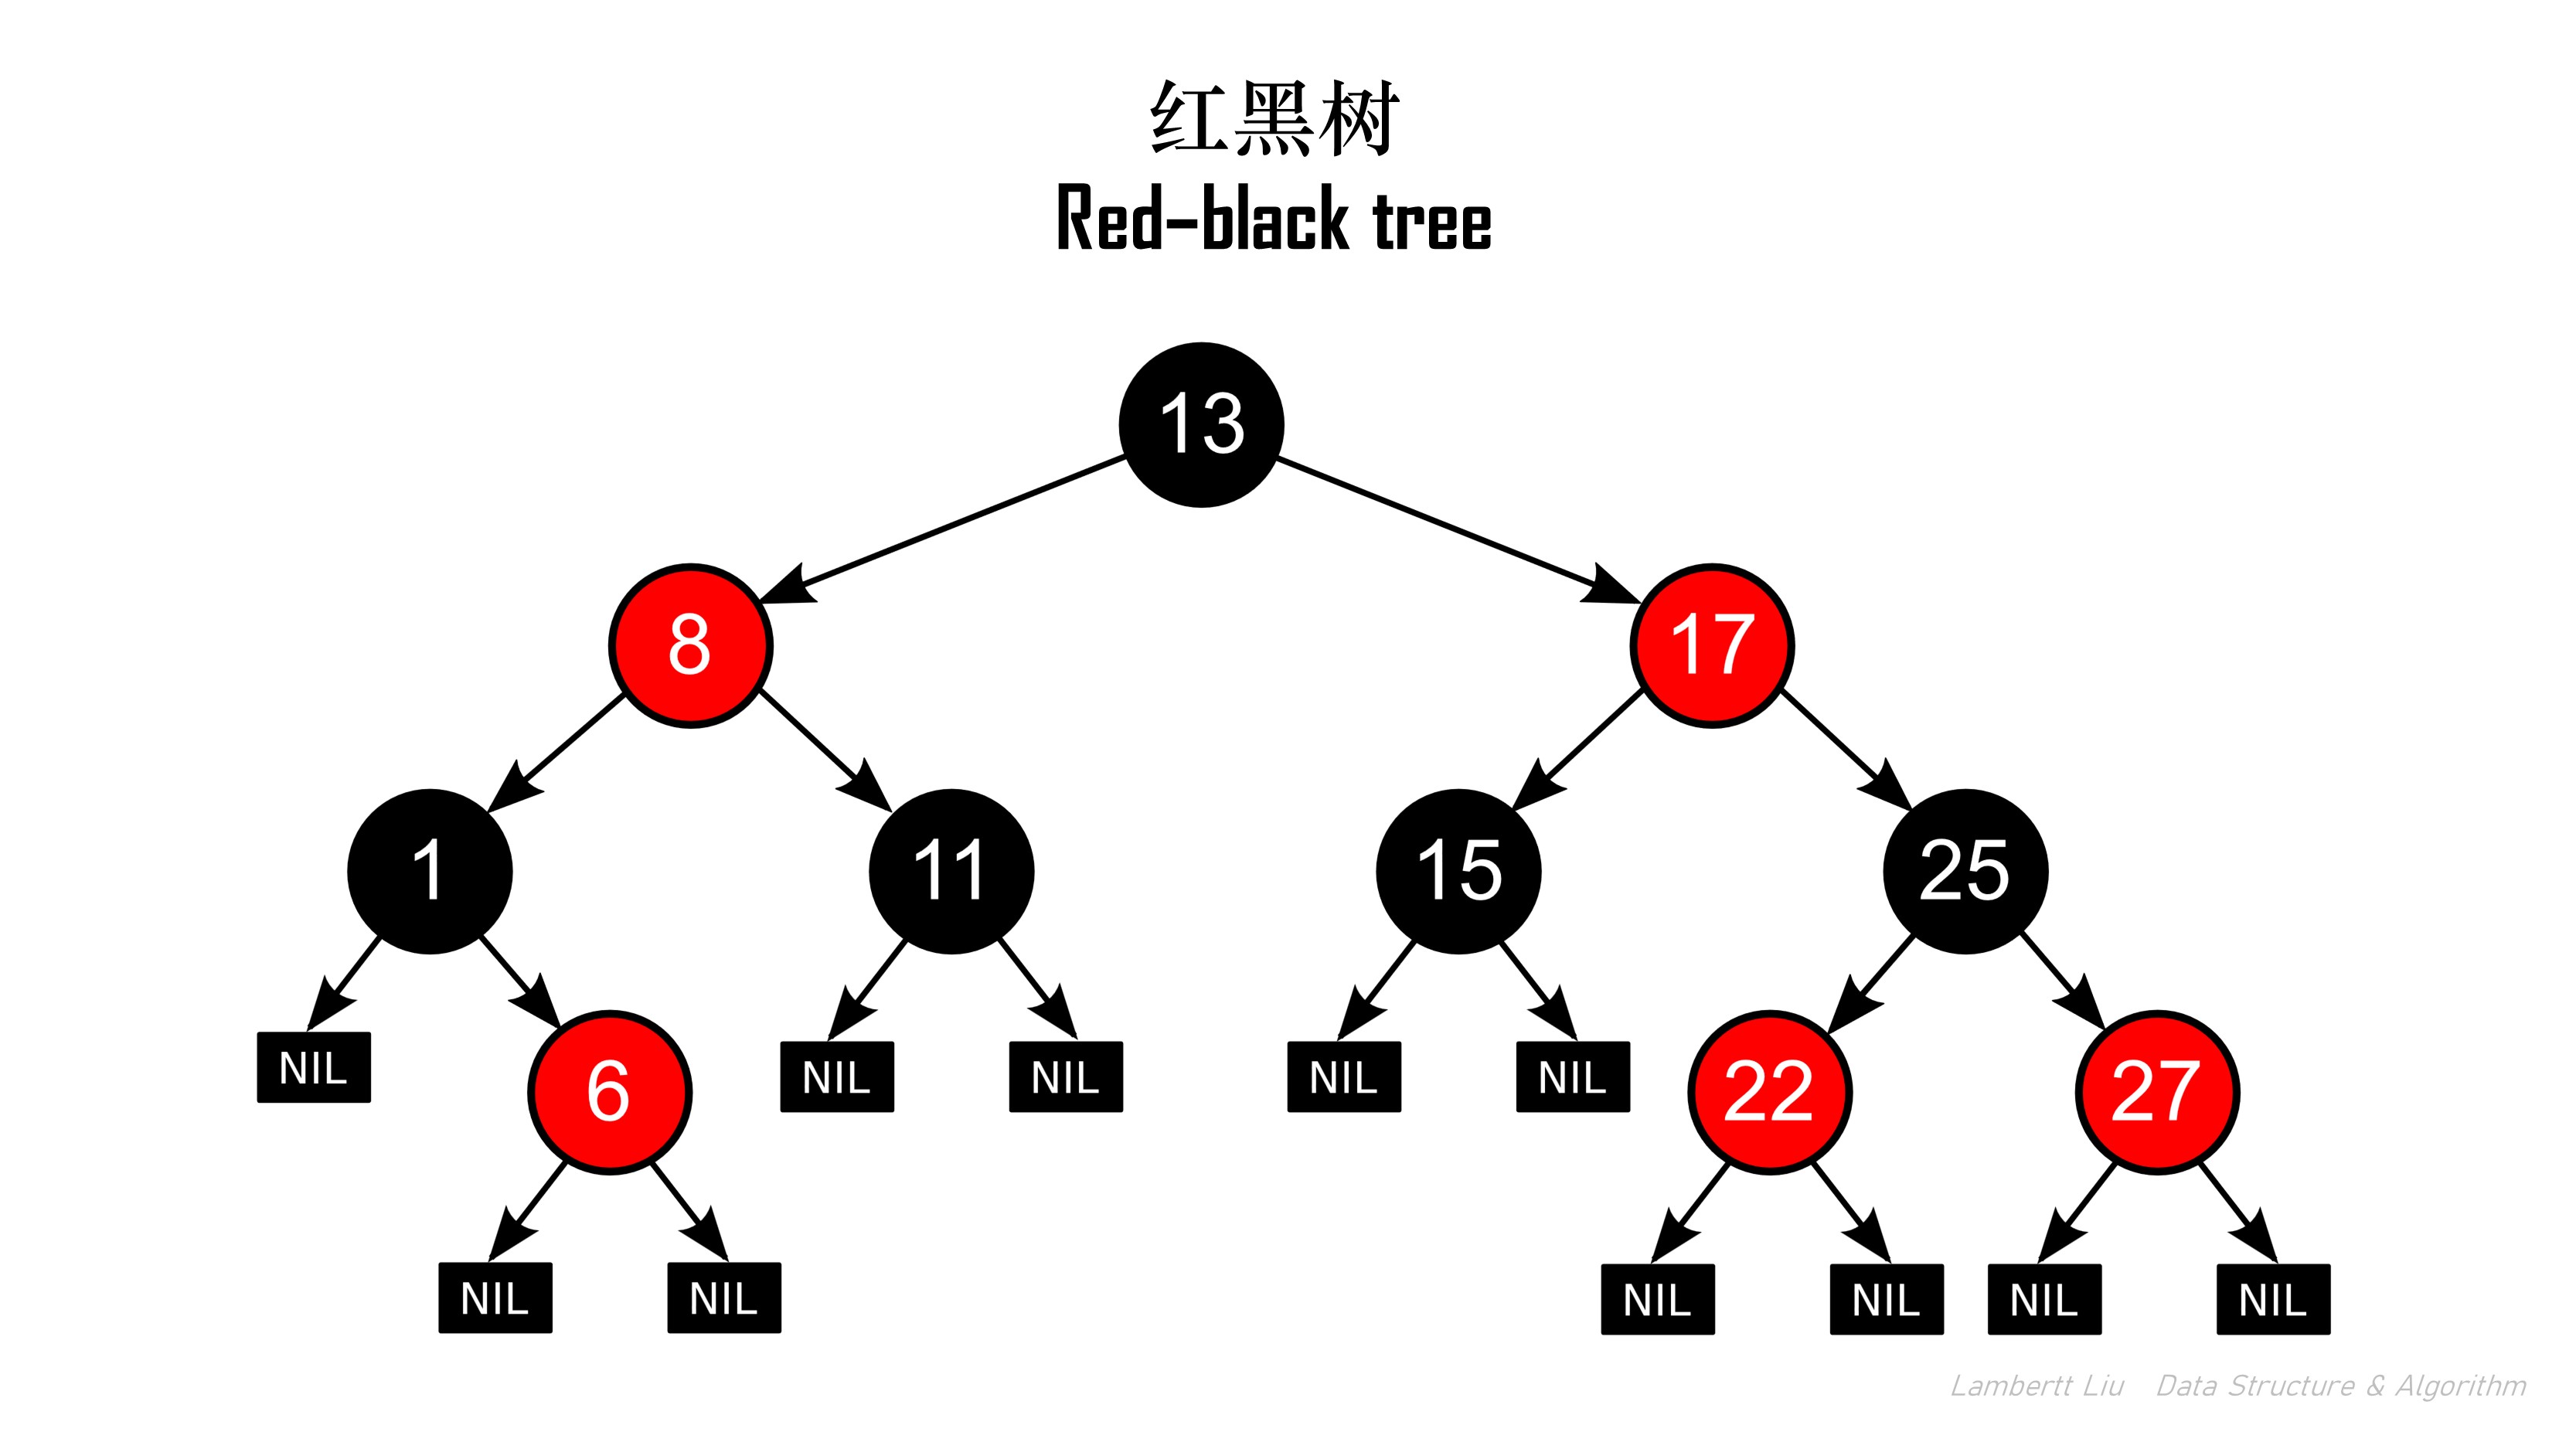 红黑树
Red-black tree
13
8
17
1
11
15
25
NIL
6
NIL
NIL
NIL
NIL
22
27
NIL
NIL
NIL
NIL
NIL
NIL
Lambertt Liu Data Structure & Algorithm